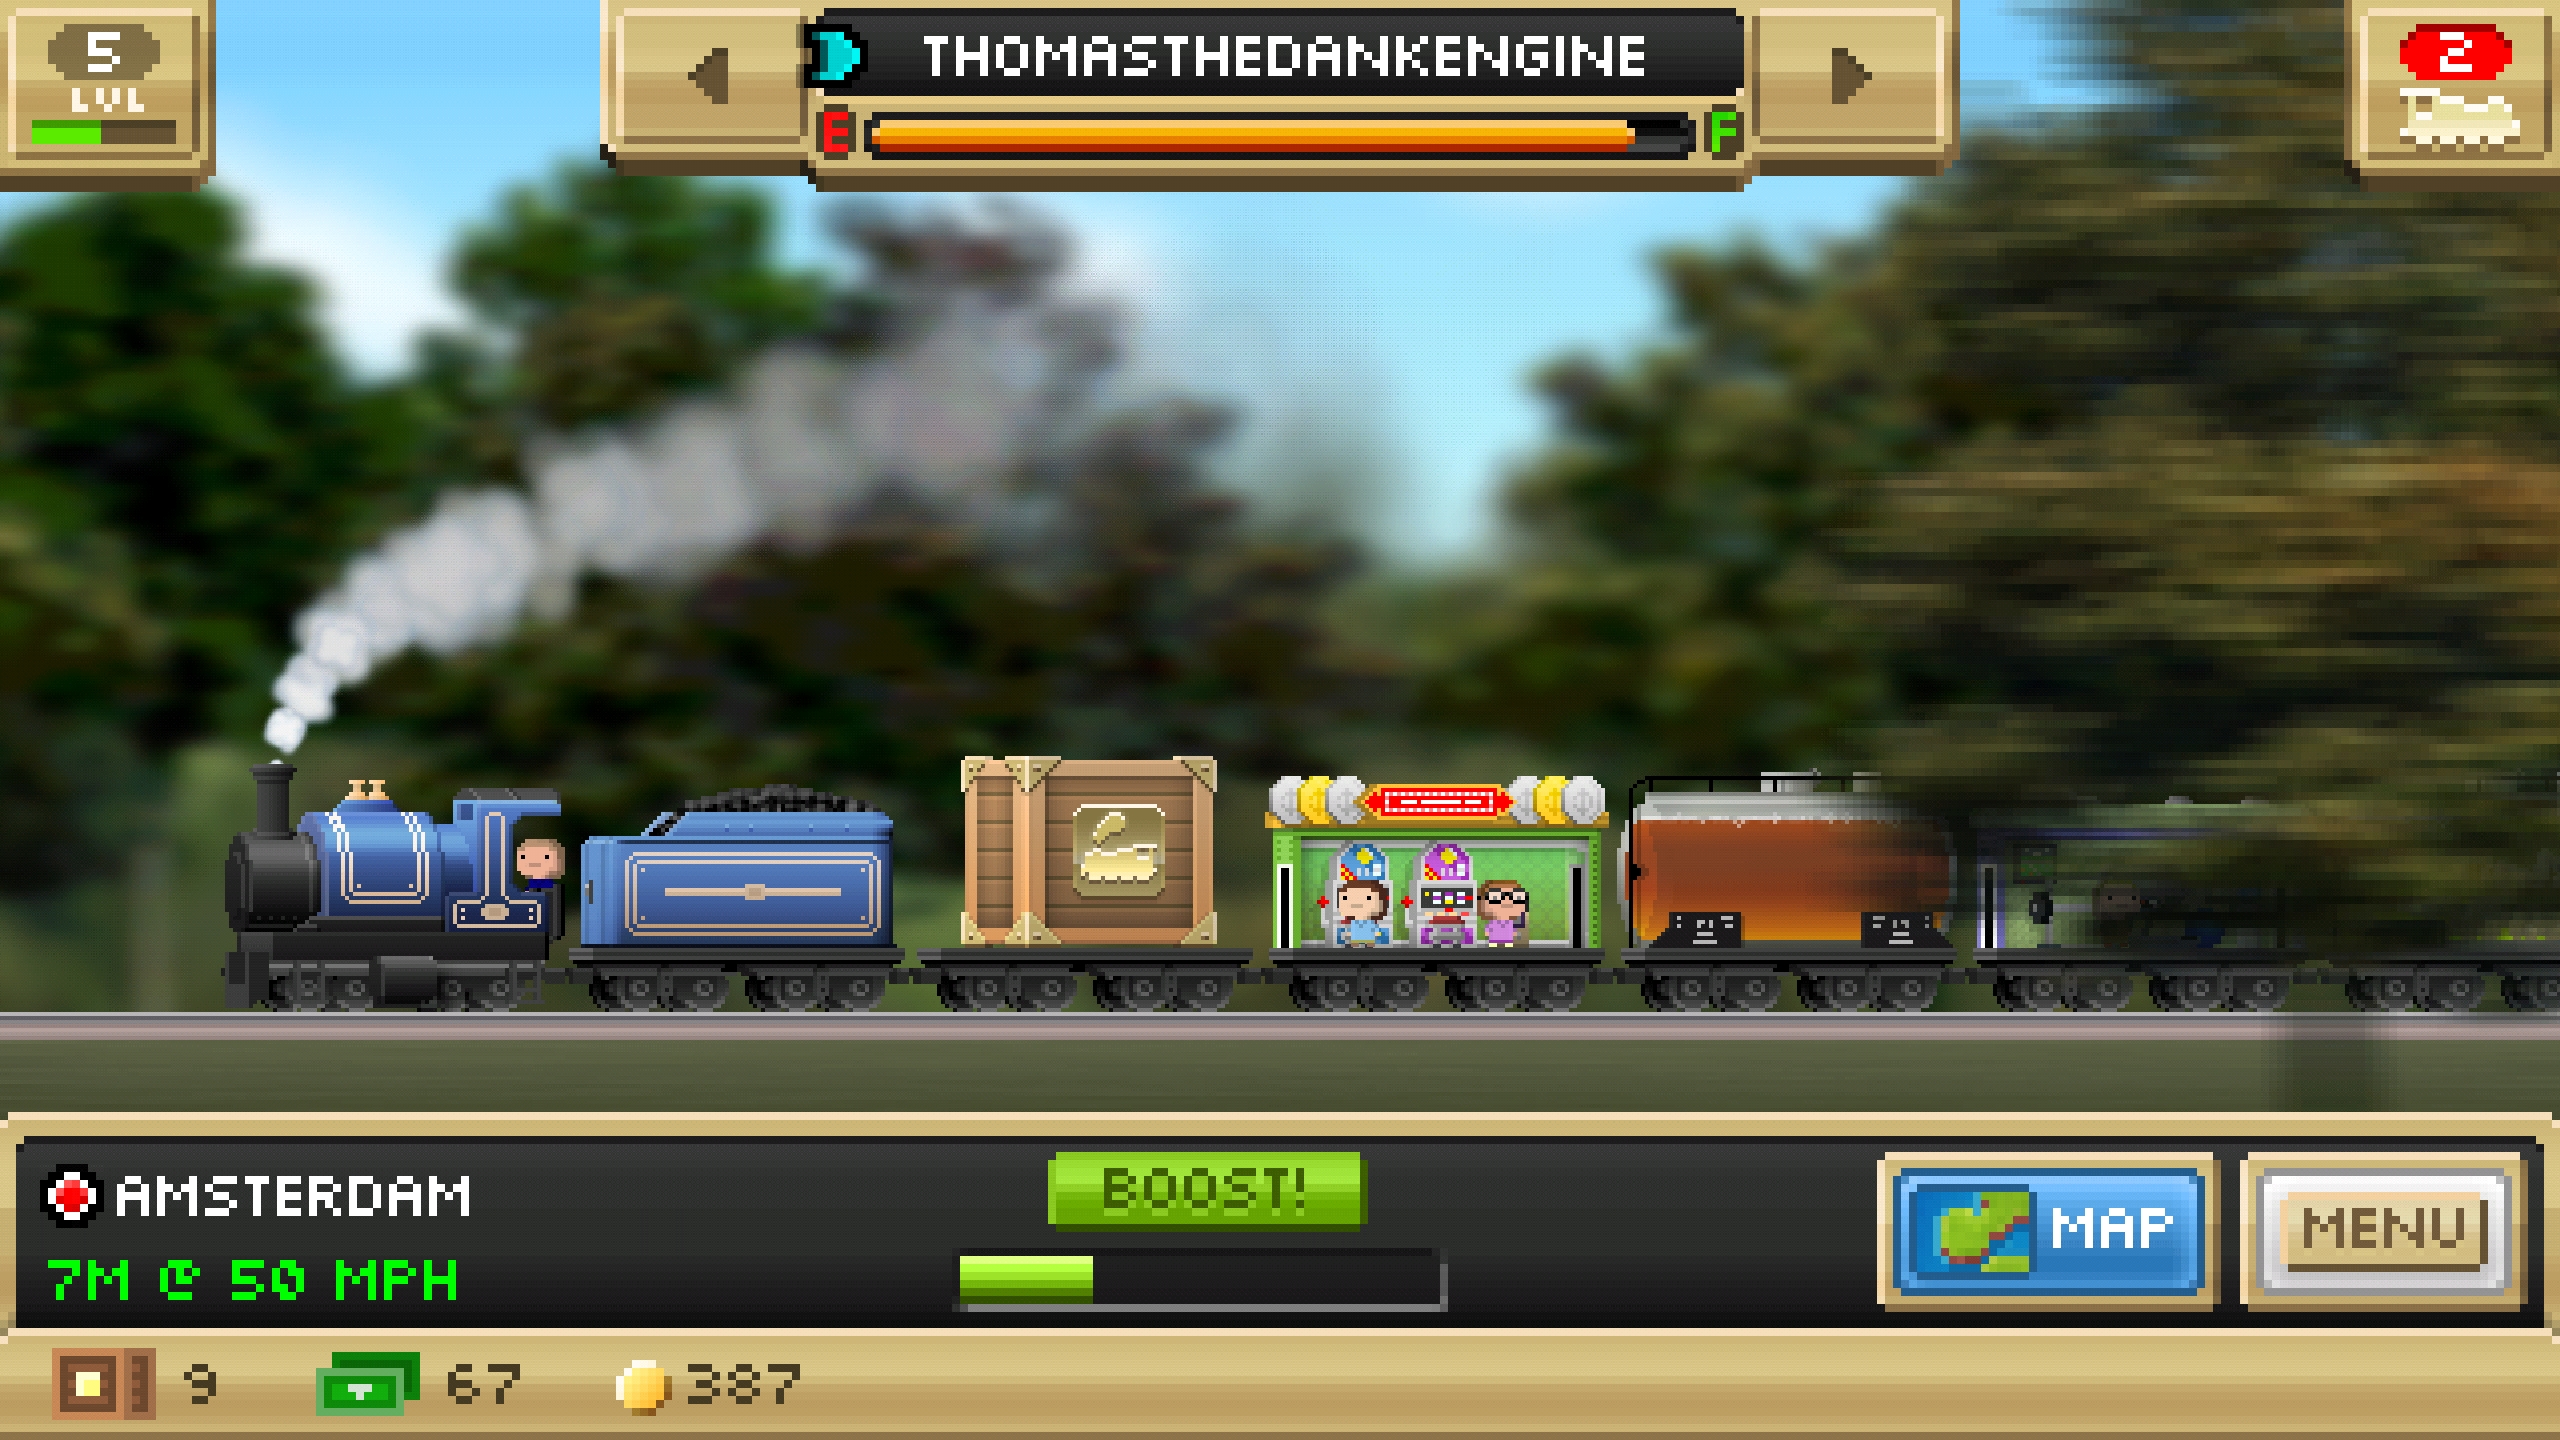 5
LVL
THOMASTHEDANKENGINE
E F
2
AMSTERDAM
BOOST!
MAP
MENU
7M @ 50 MPH
9 67 387